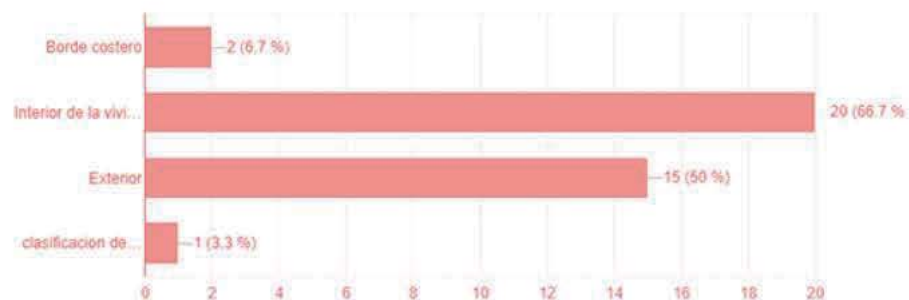 Borde costero
2 (6.7 %)
Interior de la vivi...
20 (66.7 %
Exterior
15 (50 %)
clasificacion de...
1 (3.3 %)
0 2 4 6 8 10 12 14 16 18 20